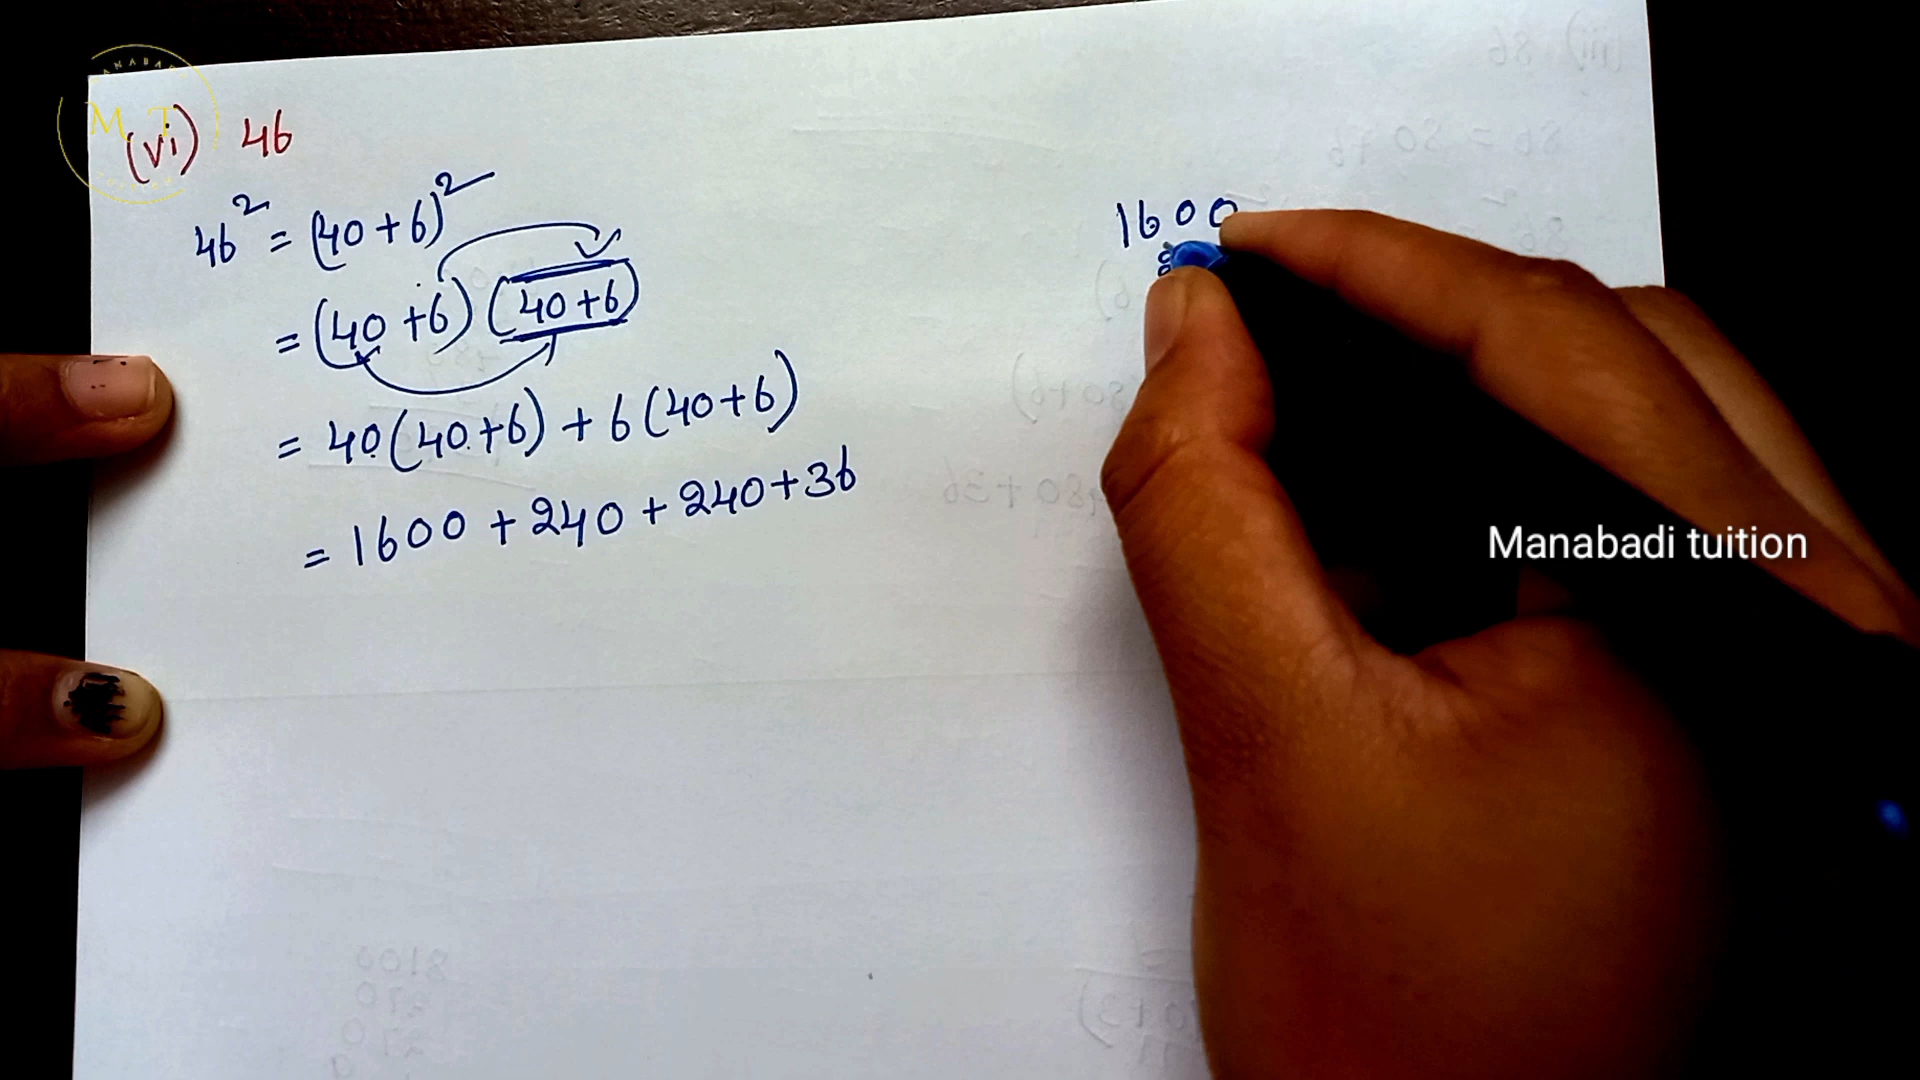 (vi) 46
46² = (40+6)²
= (40+6)(40+6)
= 40(40+6) + 6(40+6)
= 1600 + 240 + 240 + 36
1600
Manabadi tuition
M T